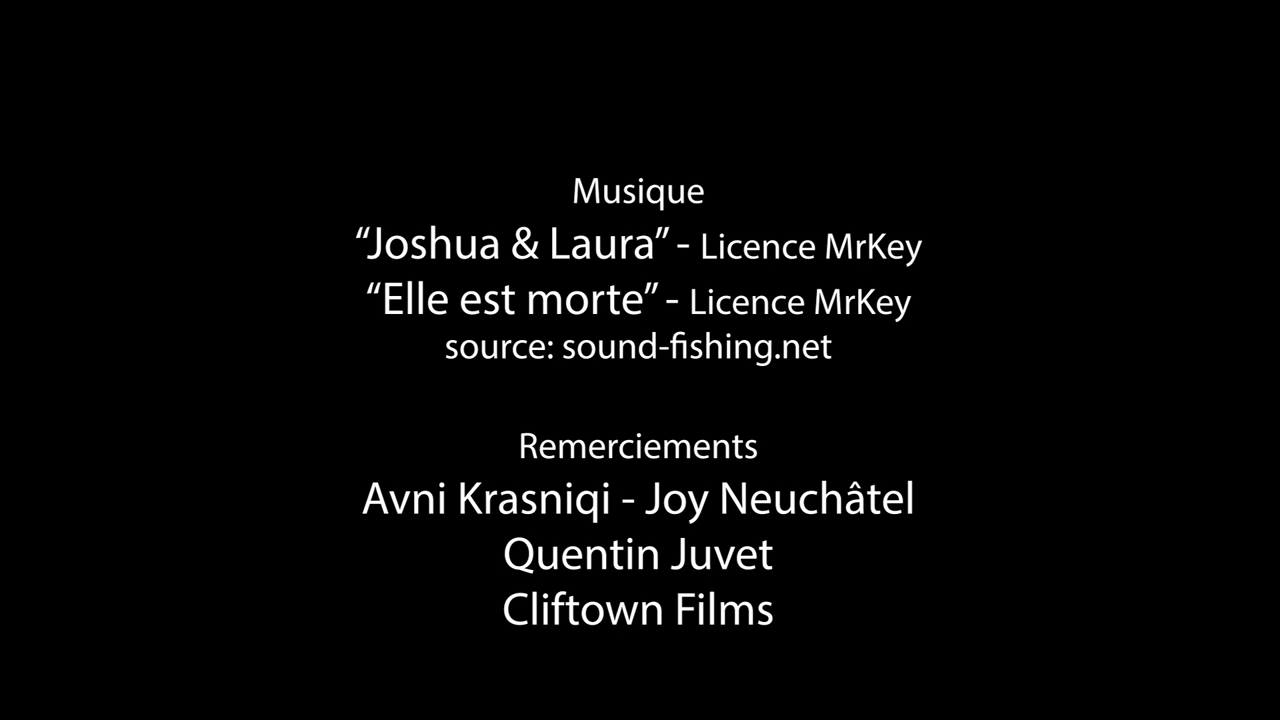 Musique
“Joshua & Laura” - Licence MrKey
“Elle est morte” - Licence MrKey
source: sound-fishing.net
Remerciements
Avni Krasniqi - Joy Neuchâtel
Quentin Juvet
Cliftown Films